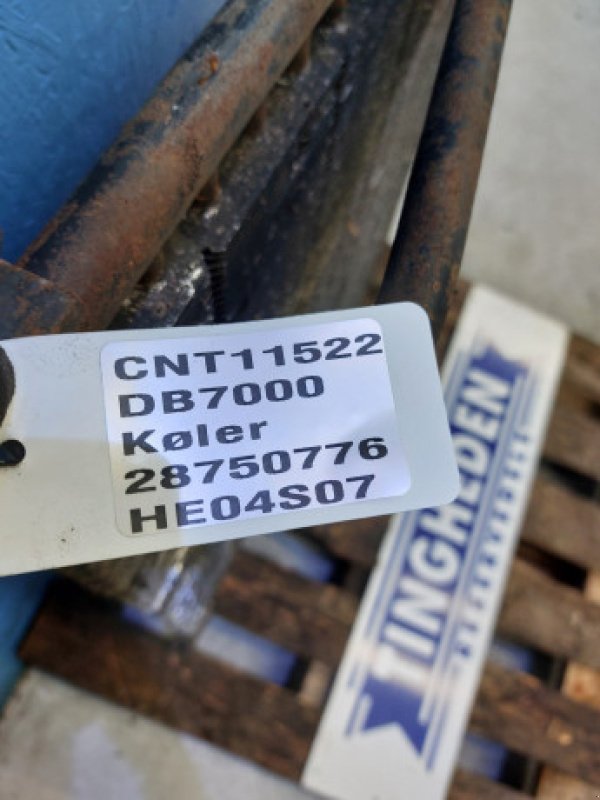 CNT11522
DB7000
Køler
28750776
HE04S07
TINGHEDEN